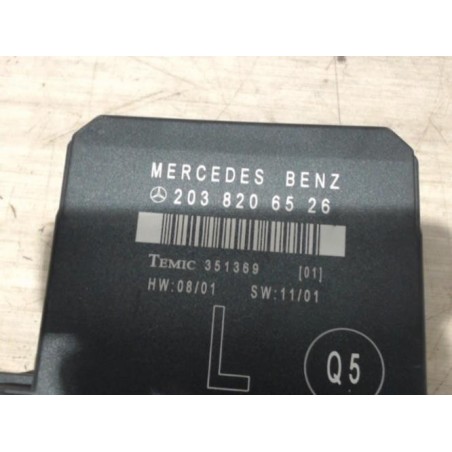 MERCEDES BENZ
203 820 65 26
TEMIC 351369 [01]
HW:08/01 SW:11/01
L
Q5